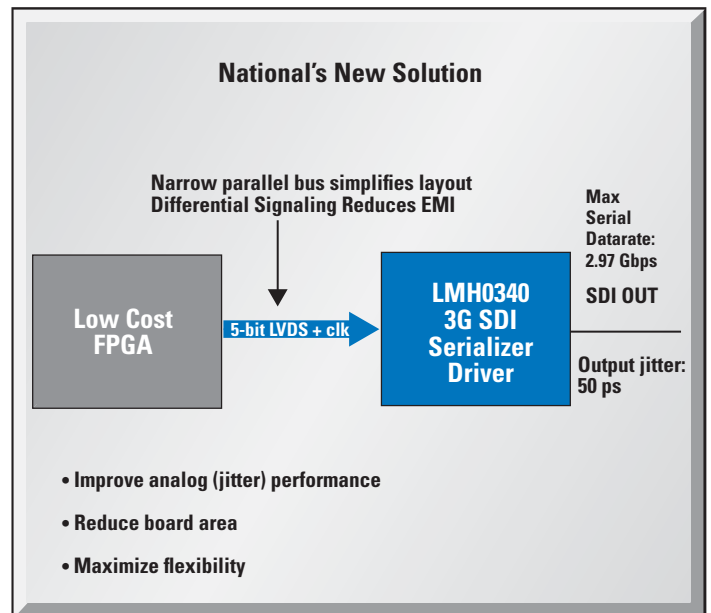 National's New Solution
Narrow parallel bus simplifies layout
Differential Signaling Reduces EMI
Low Cost
FPGA
5-bit LVDS + clk
LMH0340
3G SDI
Serializer
Driver
Max
Serial
Datarate:
2.97 Gbps
SDI OUT
Output jitter:
50 ps
• Improve analog (jitter) performance
• Reduce board area
• Maximize flexibility